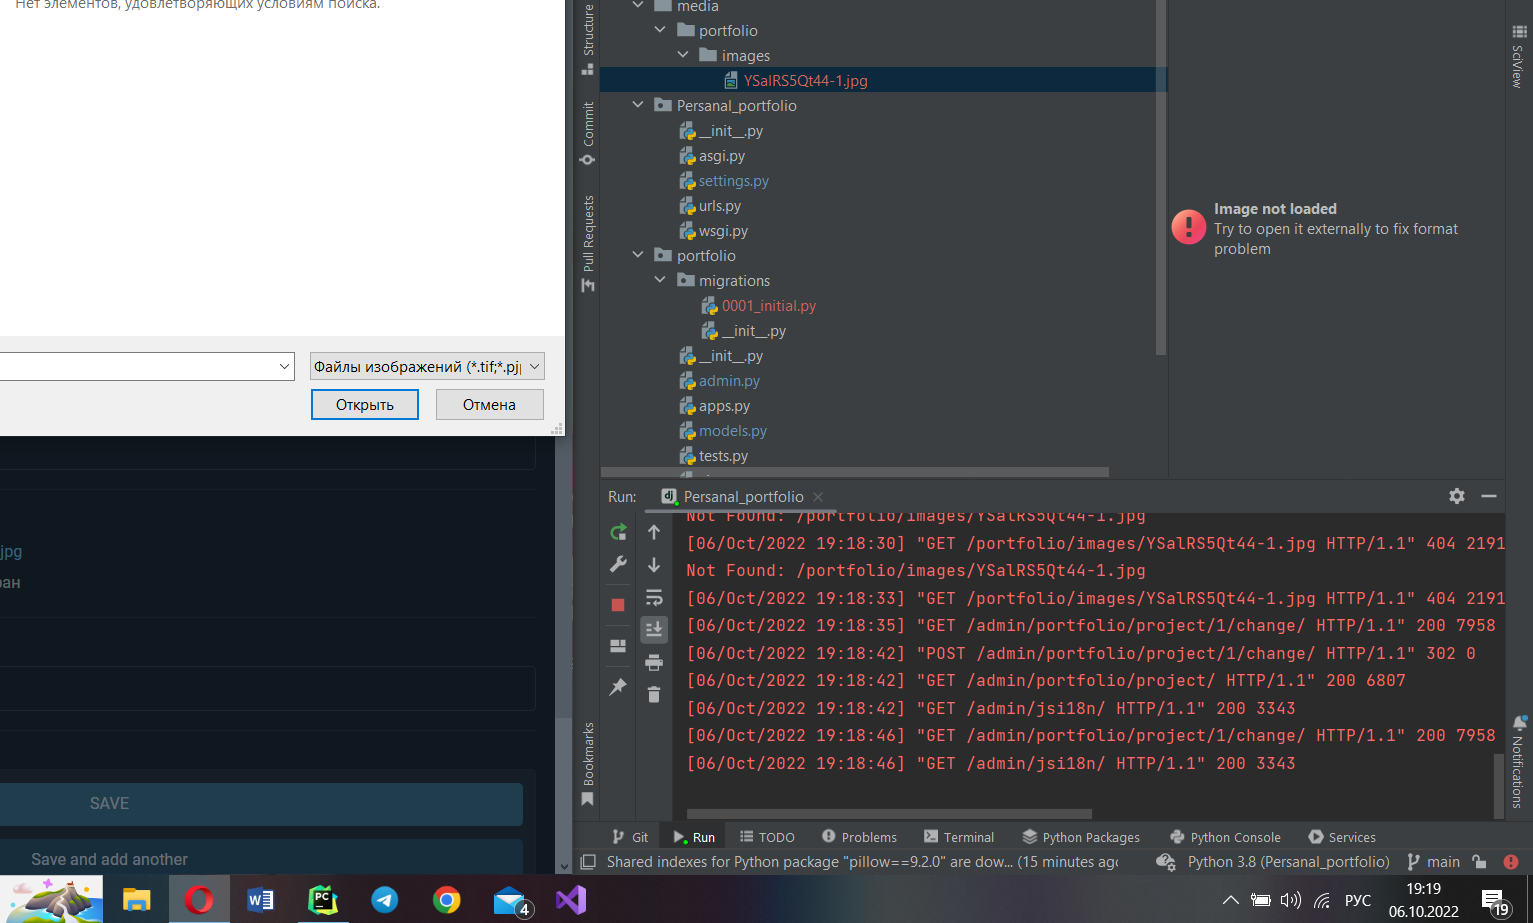 Нет элементов, удовлетворяющих условиям поиска.
Файлы изображений (*.tif;*.pjp
Открыть
Отмена
jpg
ран
SAVE
Save and add another
Structure
Commit
Pull Requests
Bookmarks
media
portfolio
images
YSalRS5Qt44-1.jpg
Persanal_portfolio
__init__.py
asgi.py
settings.py
urls.py
wsgi.py
portfolio
migrations
0001_initial.py
__init__.py
__init__.py
admin.py
apps.py
models.py
tests.py
Image not loaded
Try to open it externally to fix format
problem
SciView
Notifications
Run:
dj
Persanal_portfolio
Not Found: /portfolio/images/YSalRS5Qt44-1.jpg
[06/Oct/2022 19:18:30] "GET /portfolio/images/YSalRS5Qt44-1.jpg HTTP/1.1" 404 2191
Not Found: /portfolio/images/YSalRS5Qt44-1.jpg
[06/Oct/2022 19:18:33] "GET /portfolio/images/YSalRS5Qt44-1.jpg HTTP/1.1" 404 2191
[06/Oct/2022 19:18:35] "GET /admin/portfolio/project/1/change/ HTTP/1.1" 200 7958
[06/Oct/2022 19:18:42] "POST /admin/portfolio/project/1/change/ HTTP/1.1" 302 0
[06/Oct/2022 19:18:42] "GET /admin/portfolio/project/ HTTP/1.1" 200 6807
[06/Oct/2022 19:18:42] "GET /admin/jsi18n/ HTTP/1.1" 200 3343
[06/Oct/2022 19:18:46] "GET /admin/portfolio/project/1/change/ HTTP/1.1" 200 7958
[06/Oct/2022 19:18:46] "GET /admin/jsi18n/ HTTP/1.1" 200 3343
Git
Run
TODO
Problems
Terminal
Python Packages
Python Console
Services
Shared indexes for Python package "pillow==9.2.0" are dow... (15 minutes ago
Python 3.8 (Persanal_portfolio)
main
W
PC
4
РУС
19:19
06.10.2022
19